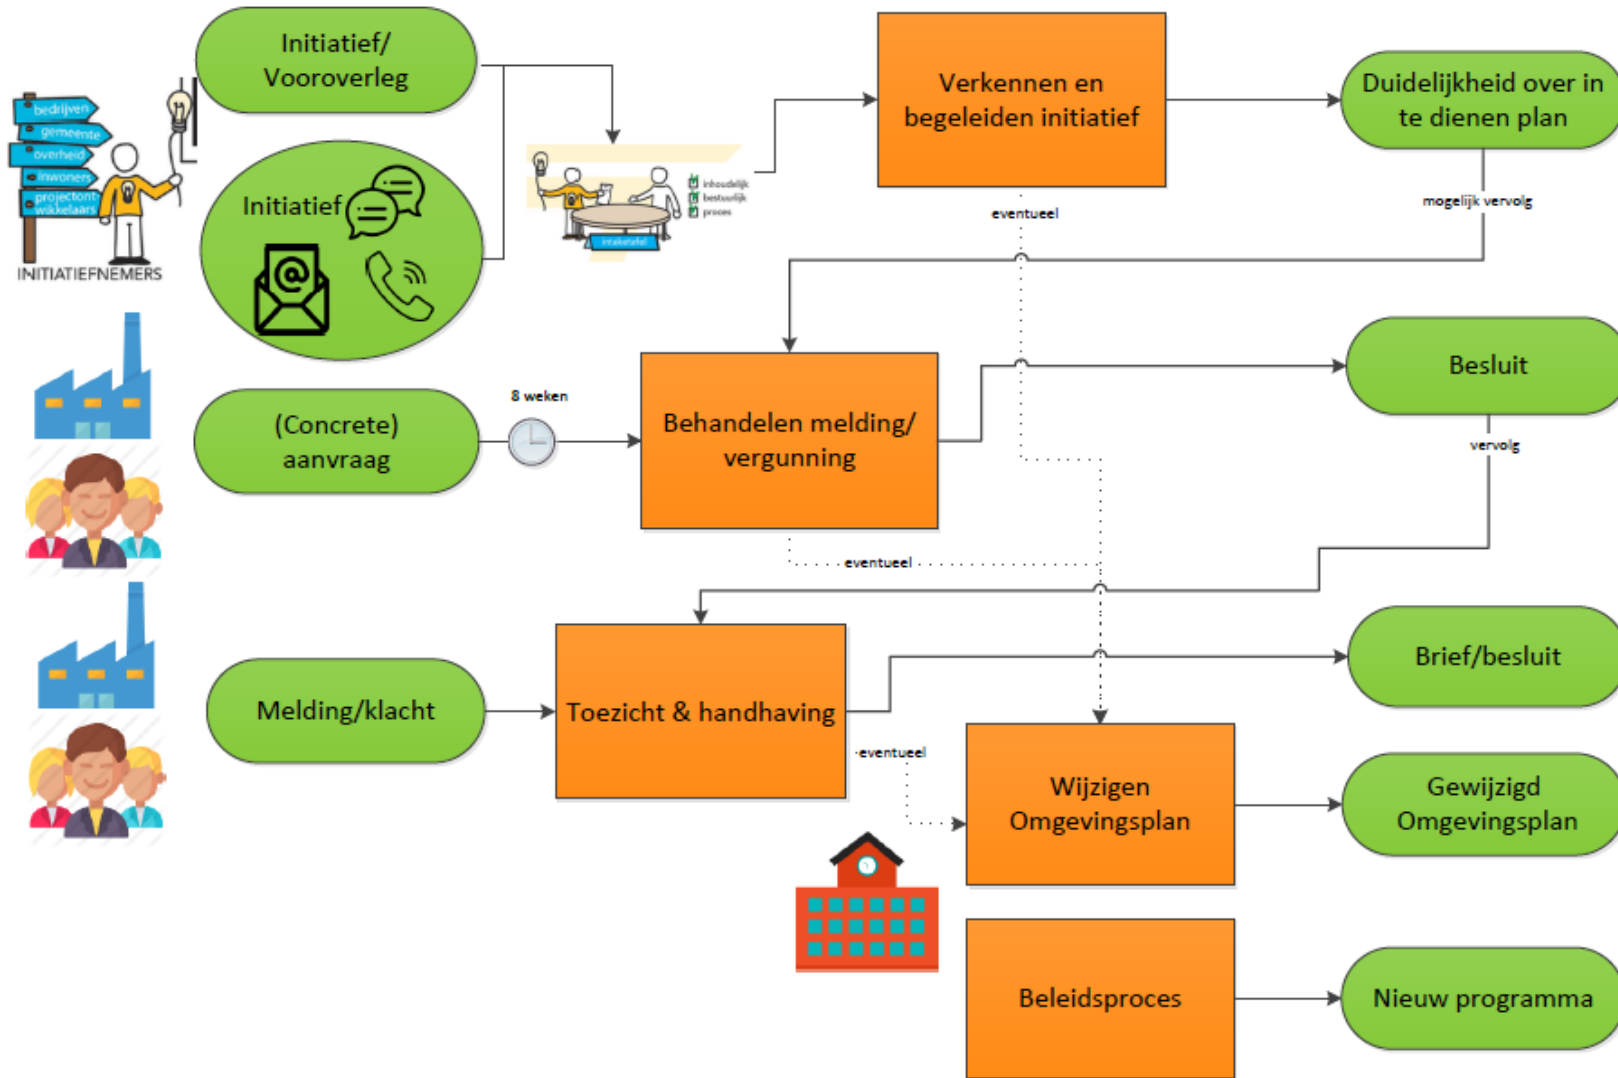 Initiatief/
Vooroverleg
Verkennen en
begeleiden initiatief
Duidelijkheid over in
te dienen plan
bedrijven
gemeente
overheid
inwoners
projectont-
wikkelaars
INITIATIEFNEMERS
Initiatief
inhoudelijk
bestuurlijk
proces
intaketafel
eventueel
mogelijk vervolg
(Concrete)
aanvraag
8 weken
Behandelen melding/
vergunning
Besluit
vervolg
eventueel
Melding/klacht
Toezicht & handhaving
Brief/besluit
eventueel
Wijzigen
Omgevingsplan
Gewijzigd
Omgevingsplan
Beleidsproces
Nieuw programma